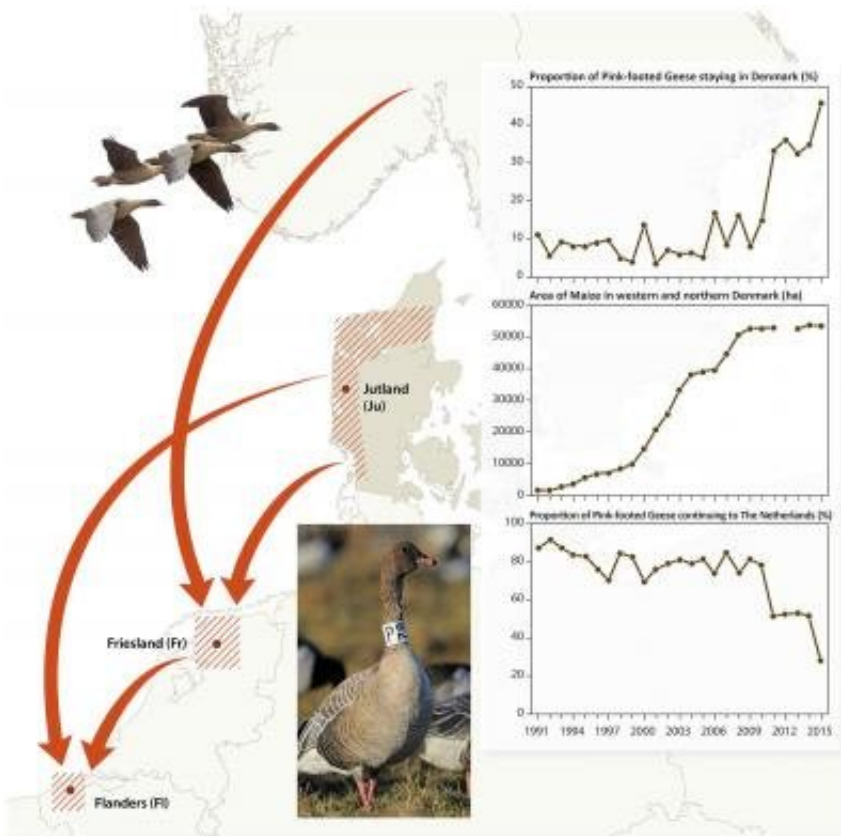 Proportion of Pink-footed Geese staying in Denmark (%)
50
40
30
20
10
0
Area of Maize in western and northern Denmark (ha)
60000
50000
40000
30000
20000
10000
0
Proportion of Pink-footed Geese continuing to The Netherlands (%)
100
80
60
40
20
0
1991 1994 1997 2000 2003 2006 2009 2012 2015
Jutland
(Ju)
Friesland (Fr)
Flanders (Fl)